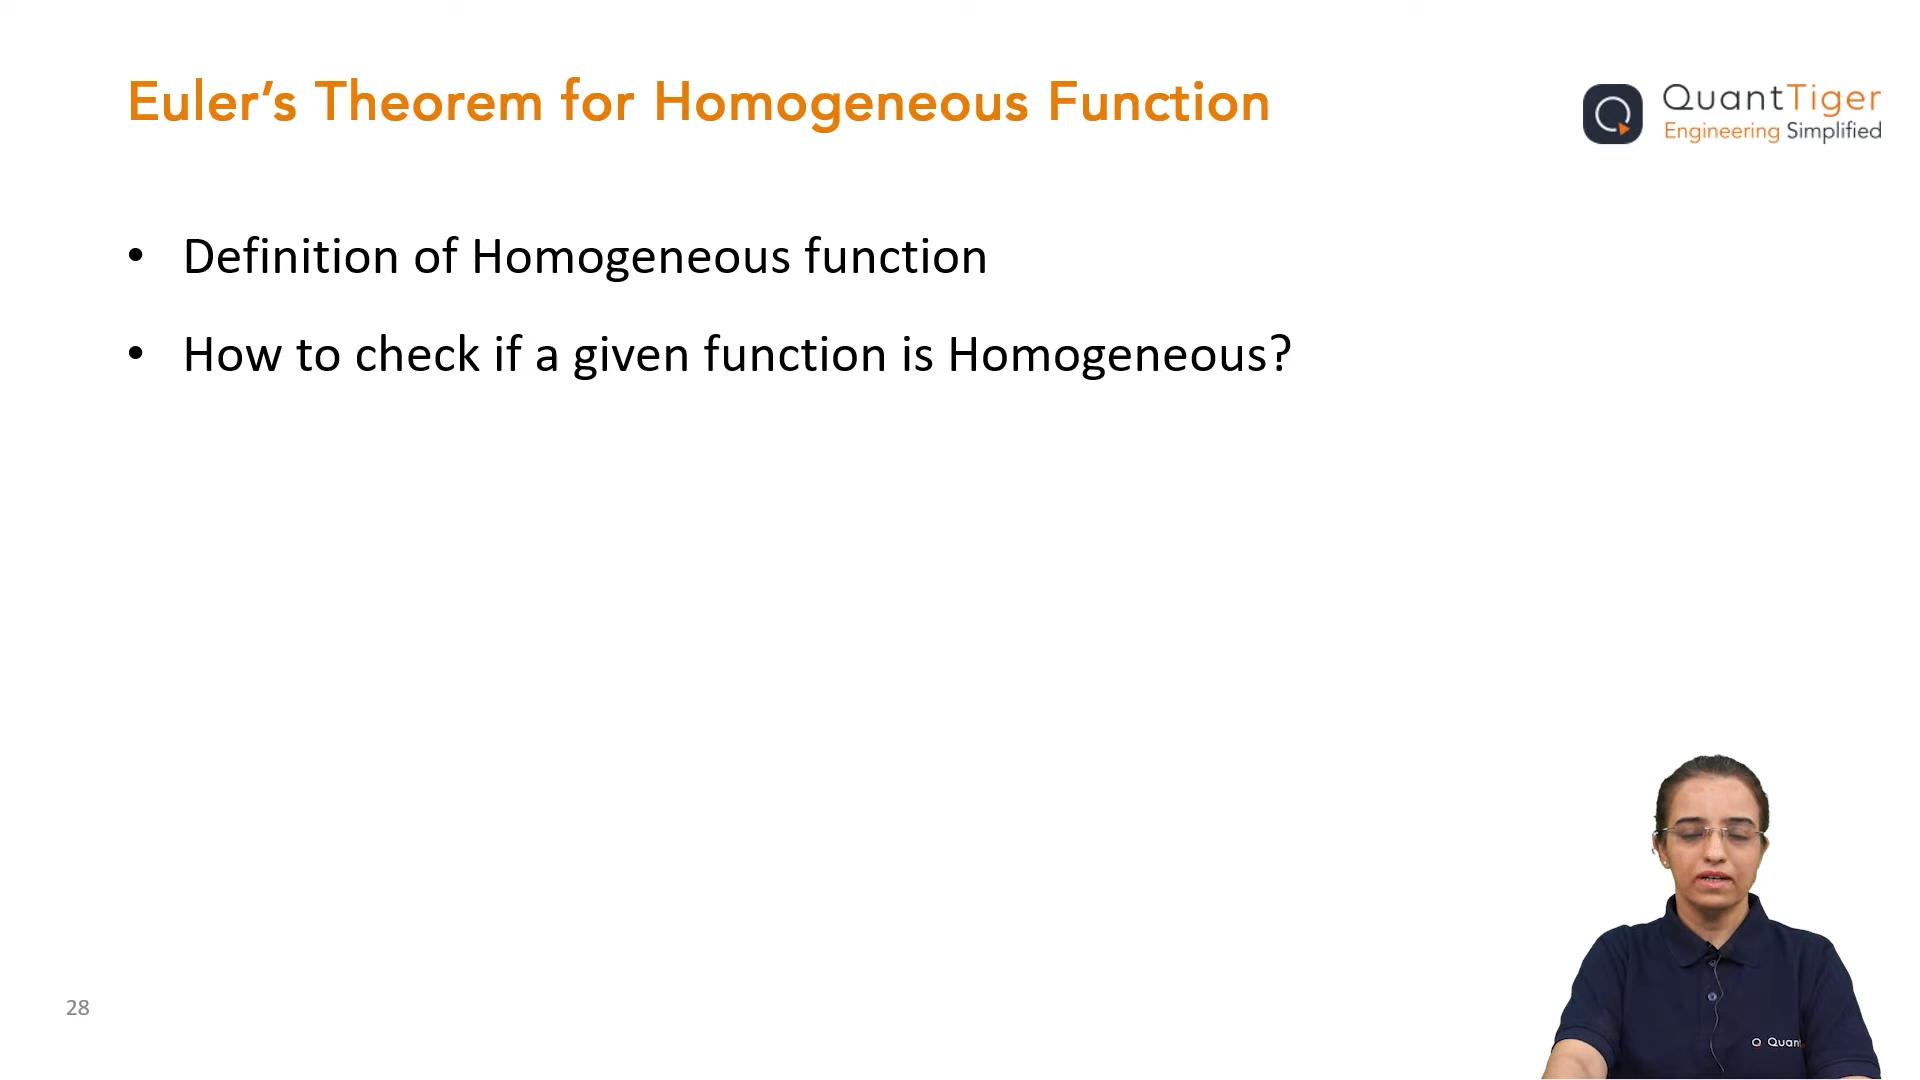 Euler’s Theorem for Homogeneous Function
QuantTiger
Engineering Simplified
• Definition of Homogeneous function
• How to check if a given function is Homogeneous?
28
Quant